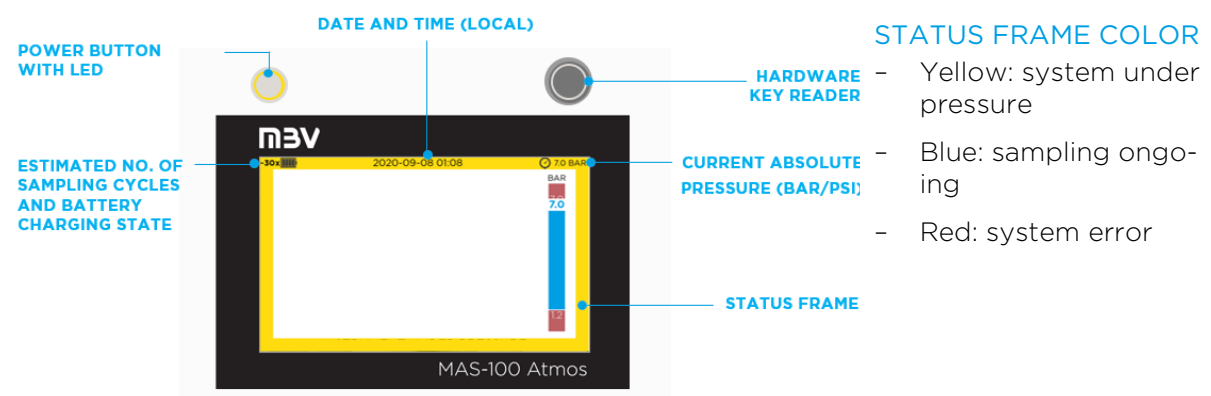 DATE AND TIME (LOCAL)
POWER BUTTON
WITH LED
HARDWARE
KEY READER
MBV
-30x
2020-09-08 01:08
7.0 BAR
ESTIMATED NO. OF
SAMPLING CYCLES
AND BATTERY
CHARGING STATE
CURRENT ABSOLUTE
PRESSURE (BAR/PSI)
BAR
7.0
1.2
STATUS FRAME
MAS-100 Atmos
STATUS FRAME COLOR
– Yellow: system under
pressure
– Blue: sampling ongo-
ing
– Red: system error